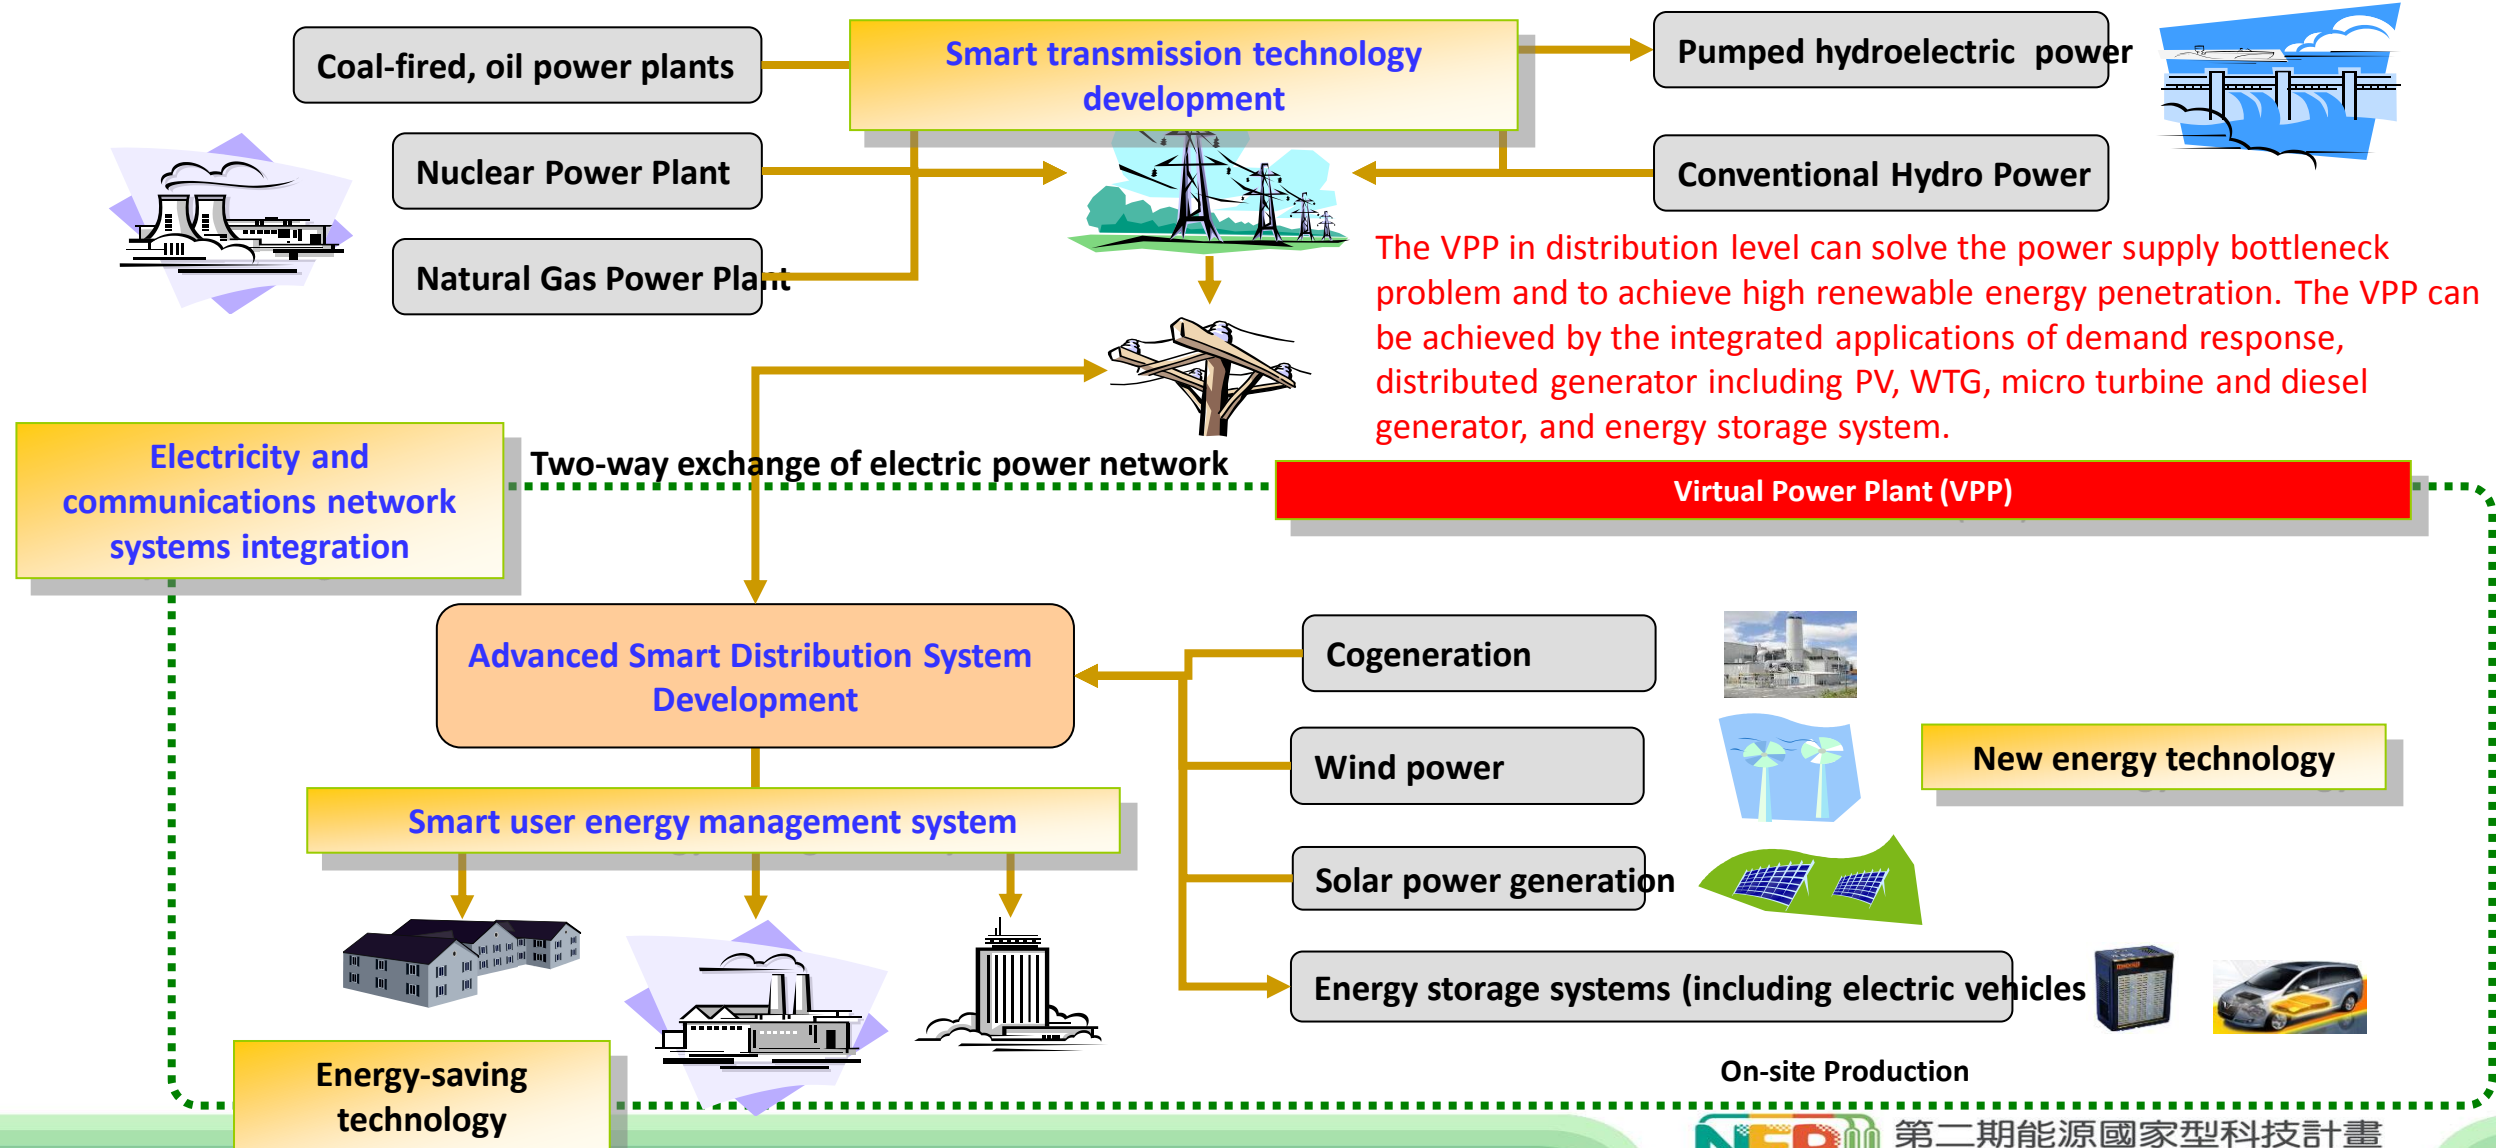 Coal-fired, oil power plants
Smart transmission technology
development
Pumped hydroelectric power
Nuclear Power Plant
Conventional Hydro Power
Natural Gas Power Plant
The VPP in distribution level can solve the power supply bottleneck
problem and to achieve high renewable energy penetration. The VPP can
be achieved by the integrated applications of demand response,
distributed generator including PV, WTG, micro turbine and diesel
generator, and energy storage system.
Electricity and
communications network
systems integration
Two-way exchange of electric power network
Virtual Power Plant (VPP)
Advanced Smart Distribution System
Development
Cogeneration
Wind power
New energy technology
Smart user energy management system
Solar power generation
Energy storage systems (including electric vehicles
On-site Production
Energy-saving
technology
第二期能源國家型科技計畫